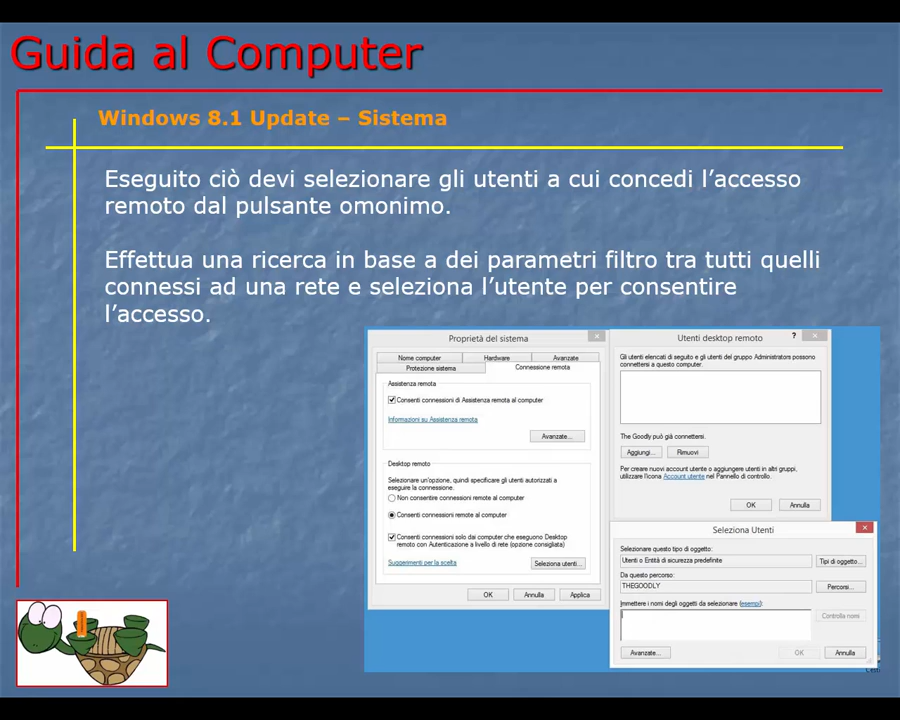 Guida al Computer
Windows 8.1 Update – Sistema
Eseguito ciò devi selezionare gli utenti a cui concedi l’accesso
remoto dal pulsante omonimo.
Effettua una ricerca in base a dei parametri filtro tra tutti quelli
connessi ad una rete e seleziona l’utente per consentire
l’accesso.
Proprietà del sistema
Nome computer
Hardware
Avanzate
Protezione sistema
Connessione remota
Assistenza remota
Consenti connessioni di Assistenza remota al computer
Informazioni su Assistenza remota
Avanzate...
Desktop remoto
Selezionare un'opzione, quindi specificare gli utenti autorizzati a
eseguire la connessione.
Non consentire connessioni remote al computer
Consenti connessioni remote al computer
Consenti connessioni solo dai computer che eseguono Desktop
remoto con Autenticazione a livello di rete (opzione consigliata)
Suggerimenti per la scelta
Seleziona utenti...
OK
Annulla
Applica
Utenti desktop remoto
?
Gli utenti elencati di seguito e gli utenti del gruppo Administrators possono
connettersi a questo computer.
The Goodly può già connettersi.
Aggiungi...
Rimuovi
Per creare nuovi account utente o aggiungere utenti in altri gruppi,
utilizzare l'icona Account utente nel Pannello di controllo.
OK
Annulla
Seleziona Utenti
Selezionare questo tipo di oggetto:
Utenti o Entità di sicurezza predefinite
Tipi di oggetto...
Da questo percorso:
THEGOODLY
Percorsi...
Immettere i nomi degli oggetti da selezionare (esempi):
Controlla nomi
Avanzate...
OK
Annulla